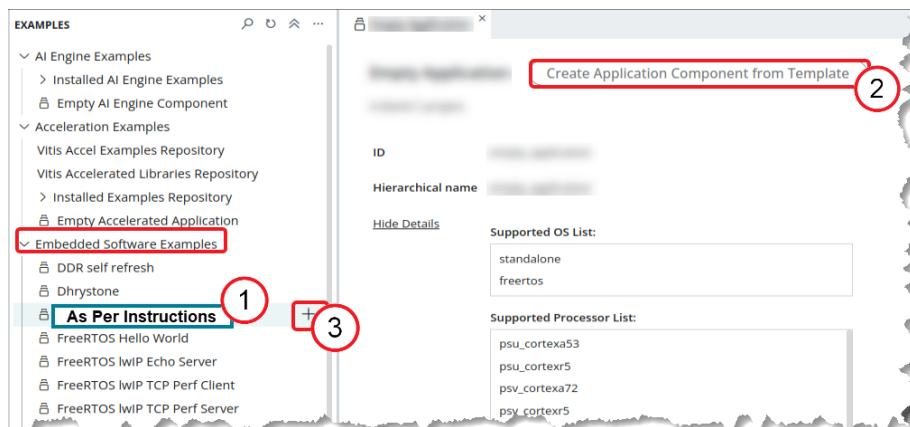 EXAMPLES
AI Engine Examples
Installed AI Engine Examples
Empty AI Engine Component
Acceleration Examples
Vitis Accel Examples Repository
Vitis Accelerated Libraries Repository
Installed Examples Repository
Empty Accelerated Application
Embedded Software Examples
DDR self refresh
Dhrystone
As Per Instructions
1
3
FreeRTOS Hello World
FreeRTOS lwIP Echo Server
FreeRTOS lwIP TCP Perf Client
FreeRTOS lwIP TCP Perf Server
Create Application Component from Template
2
ID
Hierarchical name
Hide Details
Supported OS List:
standalone
freertos
Supported Processor List:
psu_cortexa53
psu_cortexr5
psv_cortexa72
psv_cortexr5